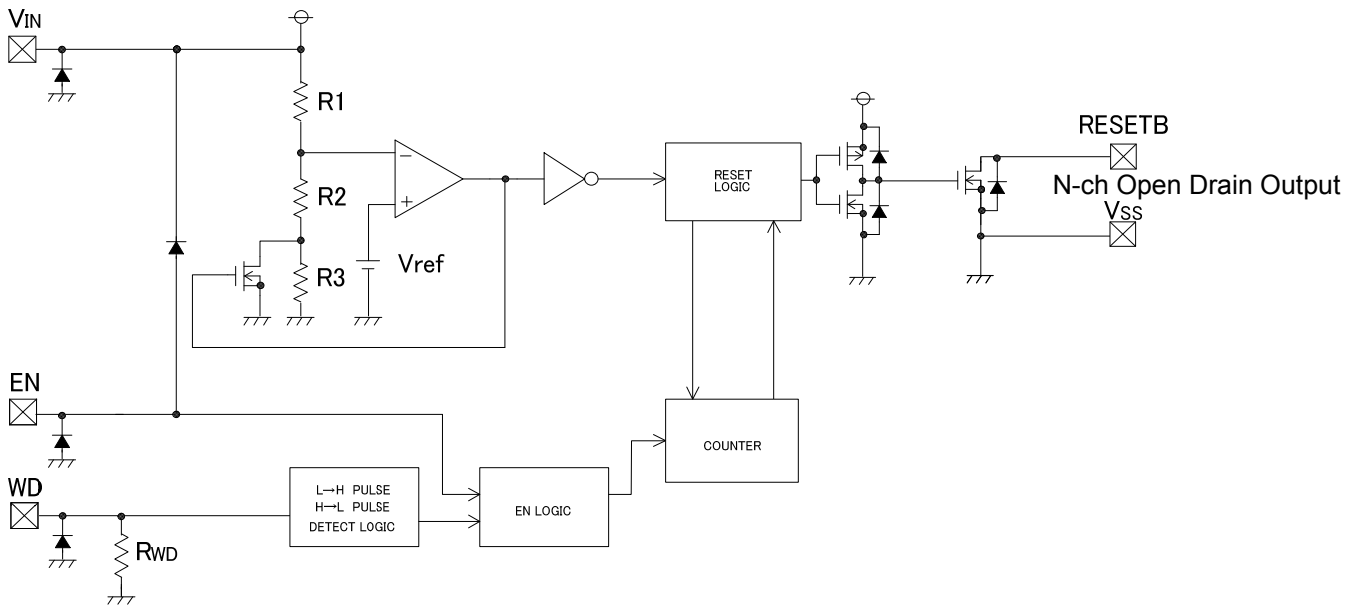 VIN
R1
R2
R3
Vref
RESET
LOGIC
RESETB
N-ch Open Drain Output
VSS
EN
COUNTER
WD
L→H PULSE
H→L PULSE
DETECT LOGIC
EN LOGIC
RWD